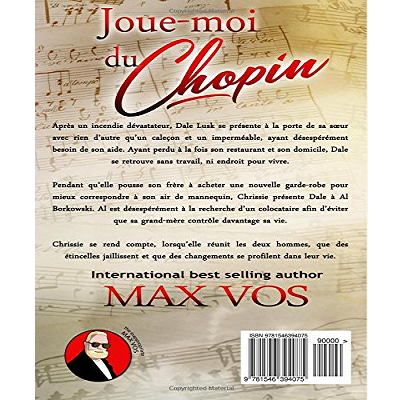 Copyrighted Material
Joue-moi
du Chopin
Après un incendie dévastateur, Dale Lusk se présente à la porte de sa sœur
avec rien d'autre qu'un caleçon et un imperméable, ayant désespérément
besoin de son aide. Ayant perdu à la fois son restaurant et son domicile, Dale
se retrouve sans travail, ni endroit pour vivre.
Pendant qu'elle pousse son frère à acheter une nouvelle garde-robe pour
mieux correspondre à son air de mannequin, Chrissie présente Dale à Al
Borkowski. Al est désespérément à la recherche d'un colocataire afin d'éviter
que sa grand-mère contrôle davantage sa vie.
Chrissie se rend compte, lorsqu'elle réunit les deux hommes, que des
étincelles jaillissent et que des changements se profilent dans leur vie.
International best selling author
MAX VOS
MAX VOS
ISBN 9781546394075
90000
9 781546 394075
Copyrighted Material